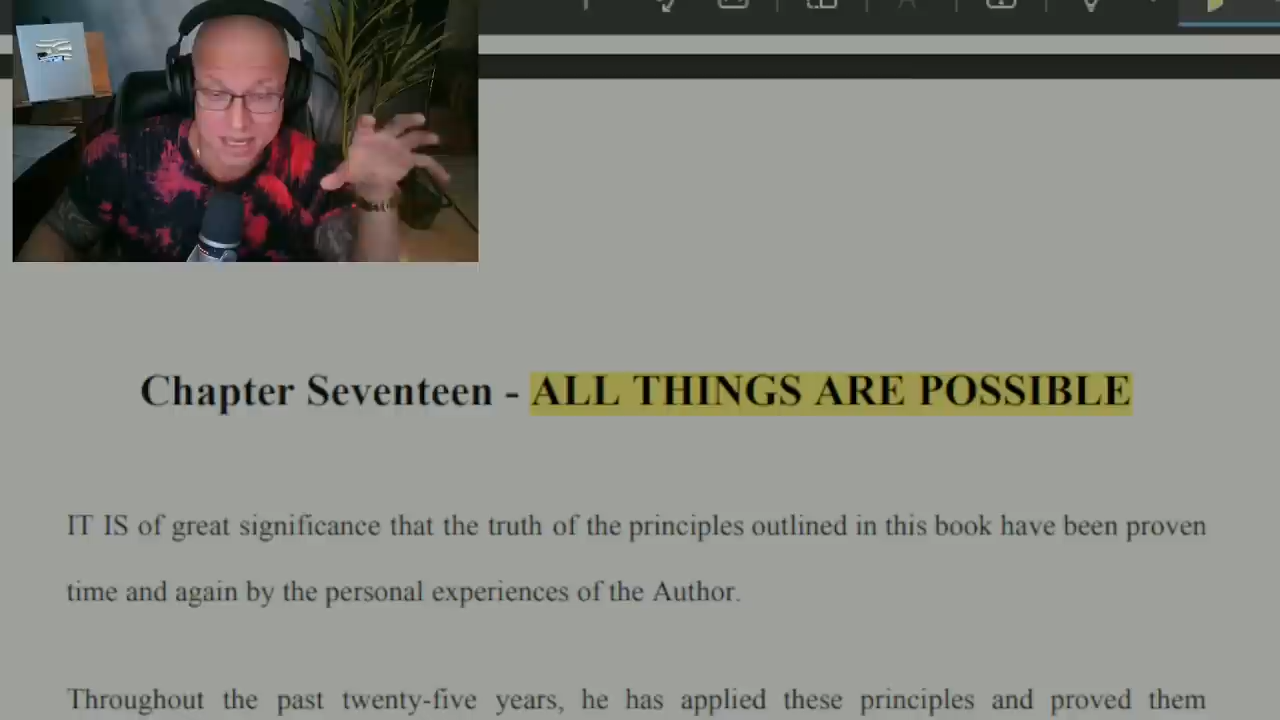 Chapter Seventeen - ALL THINGS ARE POSSIBLE
IT IS of great significance that the truth of the principles outlined in this book have been proven
time and again by the personal experiences of the Author.
Throughout the past twenty-five years, he has applied these principles and proved them